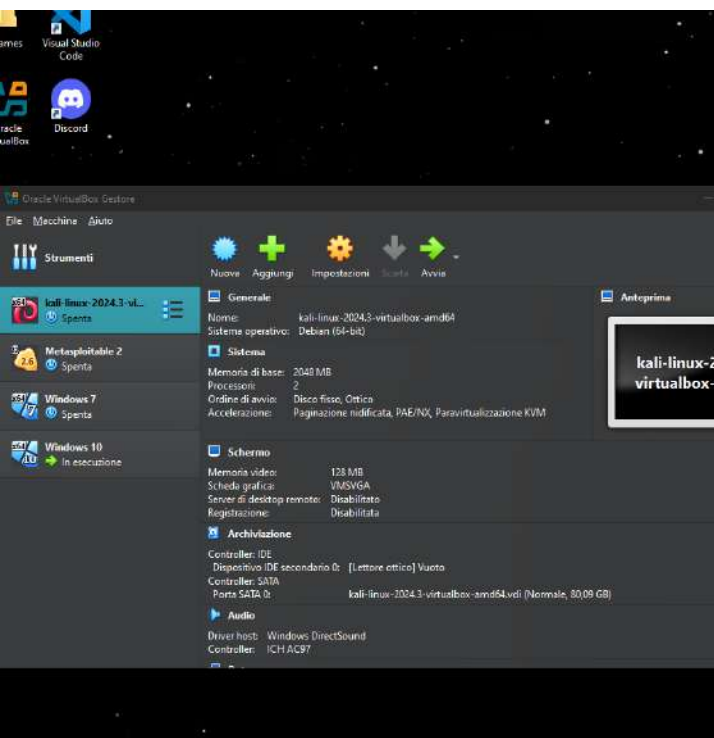 ames
Visual Studio
Code
racle
ualBox
Discord
Oracle VirtualBox Gestore
File Macchina Aiuto
Strumenti
Nuova Aggiungi Impostazioni Scarta Avvia
kali-linux-2024.3-vi...
Spenta
Metasploitable 2
Spenta
Windows 7
Spenta
Windows 10
In esecuzione
Generale
Nome: kali-linux-2024.3-virtualbox-amd64
Sistema operativo: Debian (64-bit)
Sistema
Memoria di base: 2048 MB
Processori: 2
Ordine di avvio: Disco fisso, Ottico
Accelerazione: Paginazione nidificata, PAE/NX, Paravirtualizzazione KVM
Anteprima
kali-linux-2
virtualbox-
Schermo
Memoria video: 128 MB
Scheda grafica: VMSVGA
Server di desktop remoto: Disabilitato
Registrazione: Disabilitata
Archiviazione
Controller: IDE
Dispositivo IDE secondario 0: [Lettore ottico] Vuoto
Controller: SATA
Porta SATA 0: kali-linux-2024.3-virtualbox-amd64.vdi (Normale, 80,09 GB)
Audio
Driver host: Windows DirectSound
Controller: ICH AC97